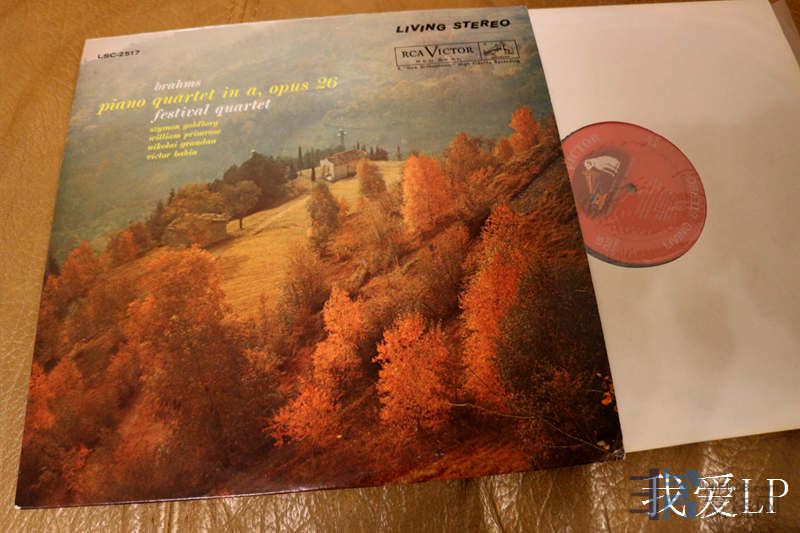 LSC-2517
LIVING STEREO
RCA VICTOR
brahms
piano quartet in a, opus 26
festival quartet
szymon goldberg
william primrose
nikolai graudan
victor babin
VICTOR
我爱LP